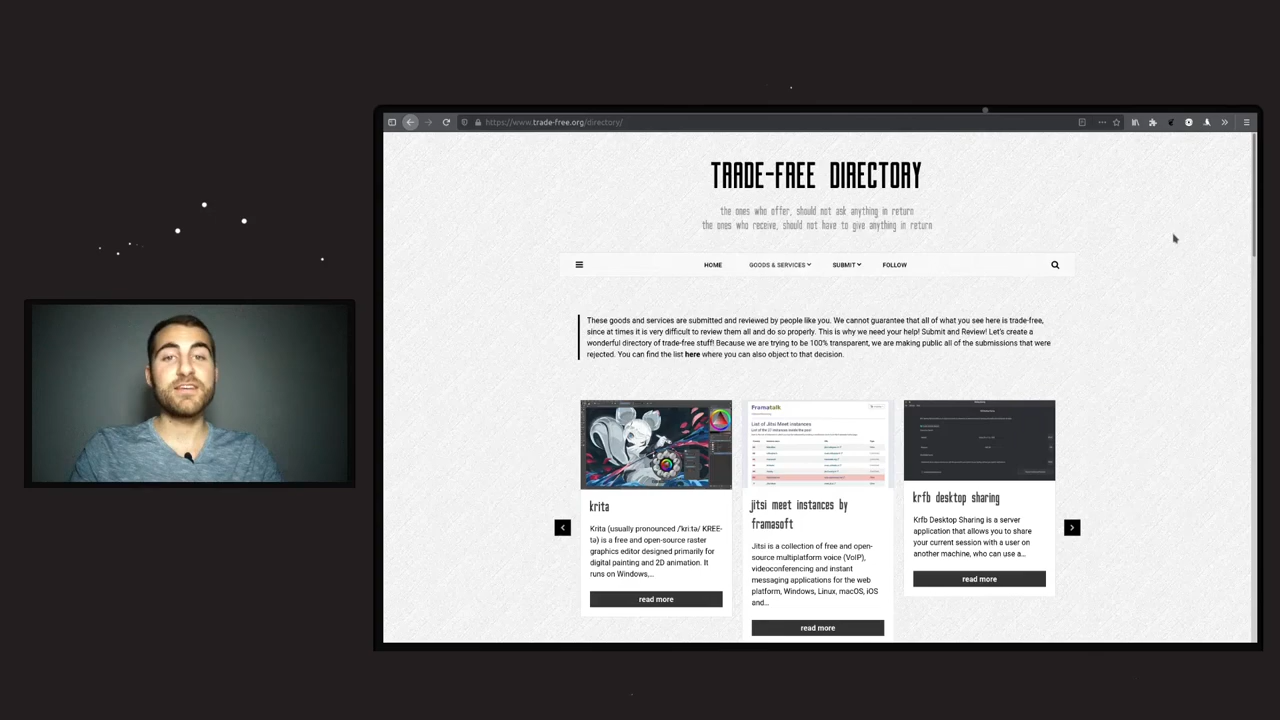 https://www.trade-free.org/directory/
TRADE-FREE DIRECTORY
the ones who offer, should not ask anything in return
the ones who receive, should not have to give anything in return
HOME
GOODS & SERVICES
SUBMIT
FOLLOW
These goods and services are submitted and reviewed by people like you. We cannot guarantee that all of what you see here is trade-free,
since at times it is very difficult to review them all and do so properly. This is why we need your help! Submit and Review! Let's create a
wonderful directory of trade-free stuff! Because we are trying to be 100% transparent, we are making public all of the submissions that were
rejected. You can find the list here where you can also object to that decision.
krita
Krita (usually pronounced /ˈkriːtə/ KREE-
tə) is a free and open-source raster
graphics editor designed primarily for
digital painting and 2D animation. It
runs on Windows,...
read more
Framatalk
List of Jitsi Meet instances
jitsi meet instances by
framasoft
Jitsi is a collection of free and open-
source multiplatform voice (VoIP),
videoconferencing and instant
messaging applications for the web
platform, Windows, Linux, macOS, iOS
and...
read more
krfb desktop sharing
Krfb Desktop Sharing is a server
application that allows you to share
your current session with a user on
another machine, who can use a...
read more